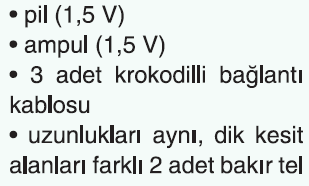 • pil (1,5 V)
• ampul (1,5 V)
• 3 adet krokodilli bağlantı
kablosu
• uzunlukları aynı, dik kesit
alanları farklı 2 adet bakır tel